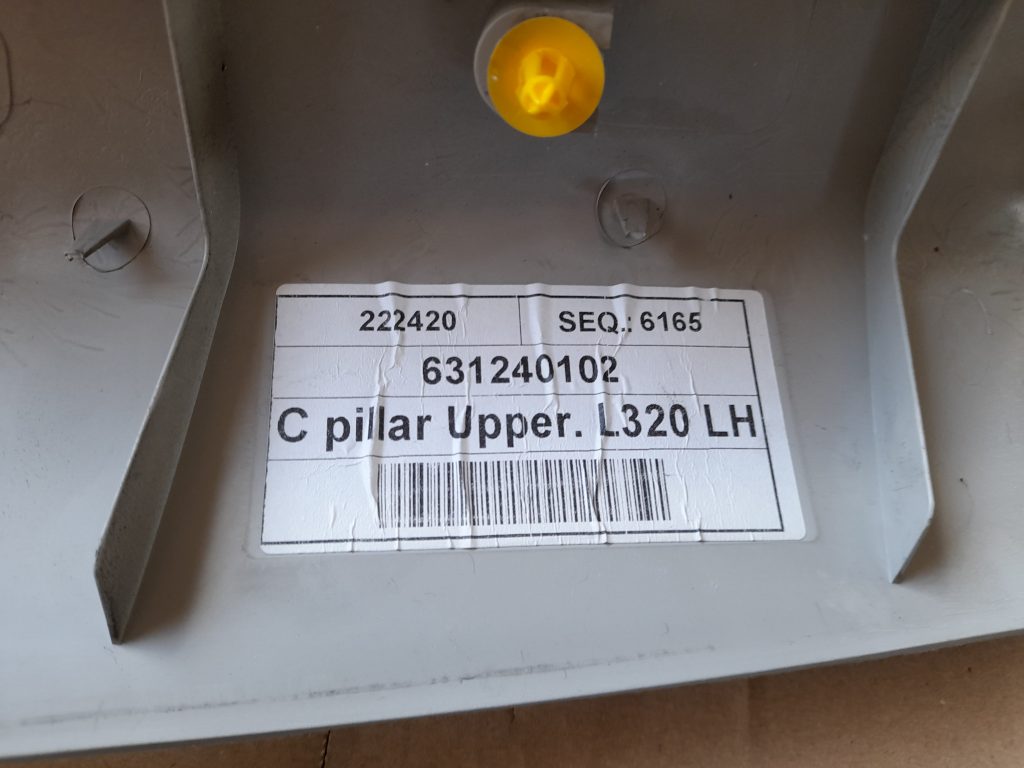 222420 SEQ.: 6165
631240102
C pillar Upper. L320 LH